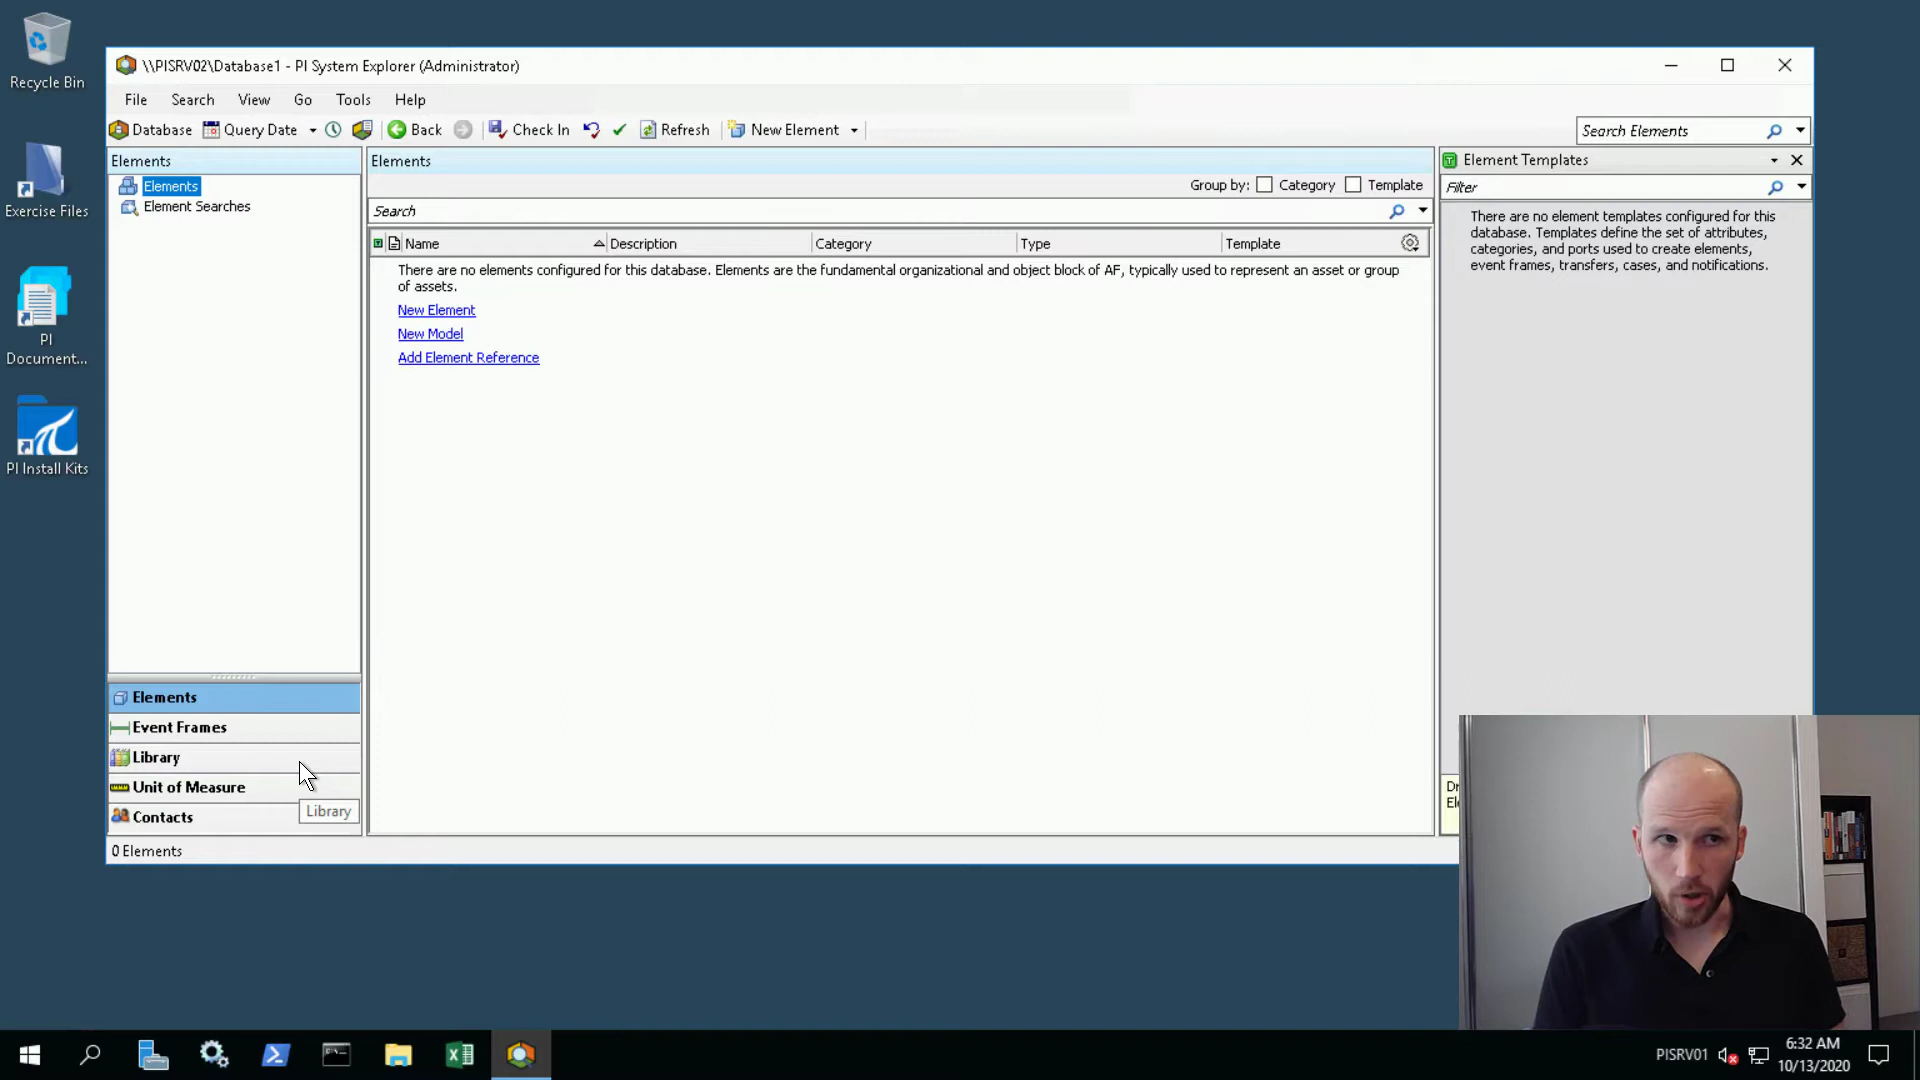 Recycle Bin
Exercise Files
PI
Document...
PI Install Kits
\\PISRV02\Database1 - PI System Explorer (Administrator)
File Search View Go Tools Help
Database Query Date Back Check In Refresh New Element
Search Elements
Elements
Elements
Element Searches
Elements
Group by: Category Template
Search
Name Description Category Type Template
There are no elements configured for this database. Elements are the fundamental organizational and object block of AF, typically used to represent an asset or group
of assets.
New Element
New Model
Add Element Reference
Element Templates
Filter
There are no element templates configured for this
database. Templates define the set of attributes,
categories, and ports used to create elements,
event frames, transfers, cases, and notifications.
Elements
Event Frames
Library
Unit of Measure
Contacts
Library
0 Elements
Dr
Ele
PISRV01
6:32 AM
10/13/2020